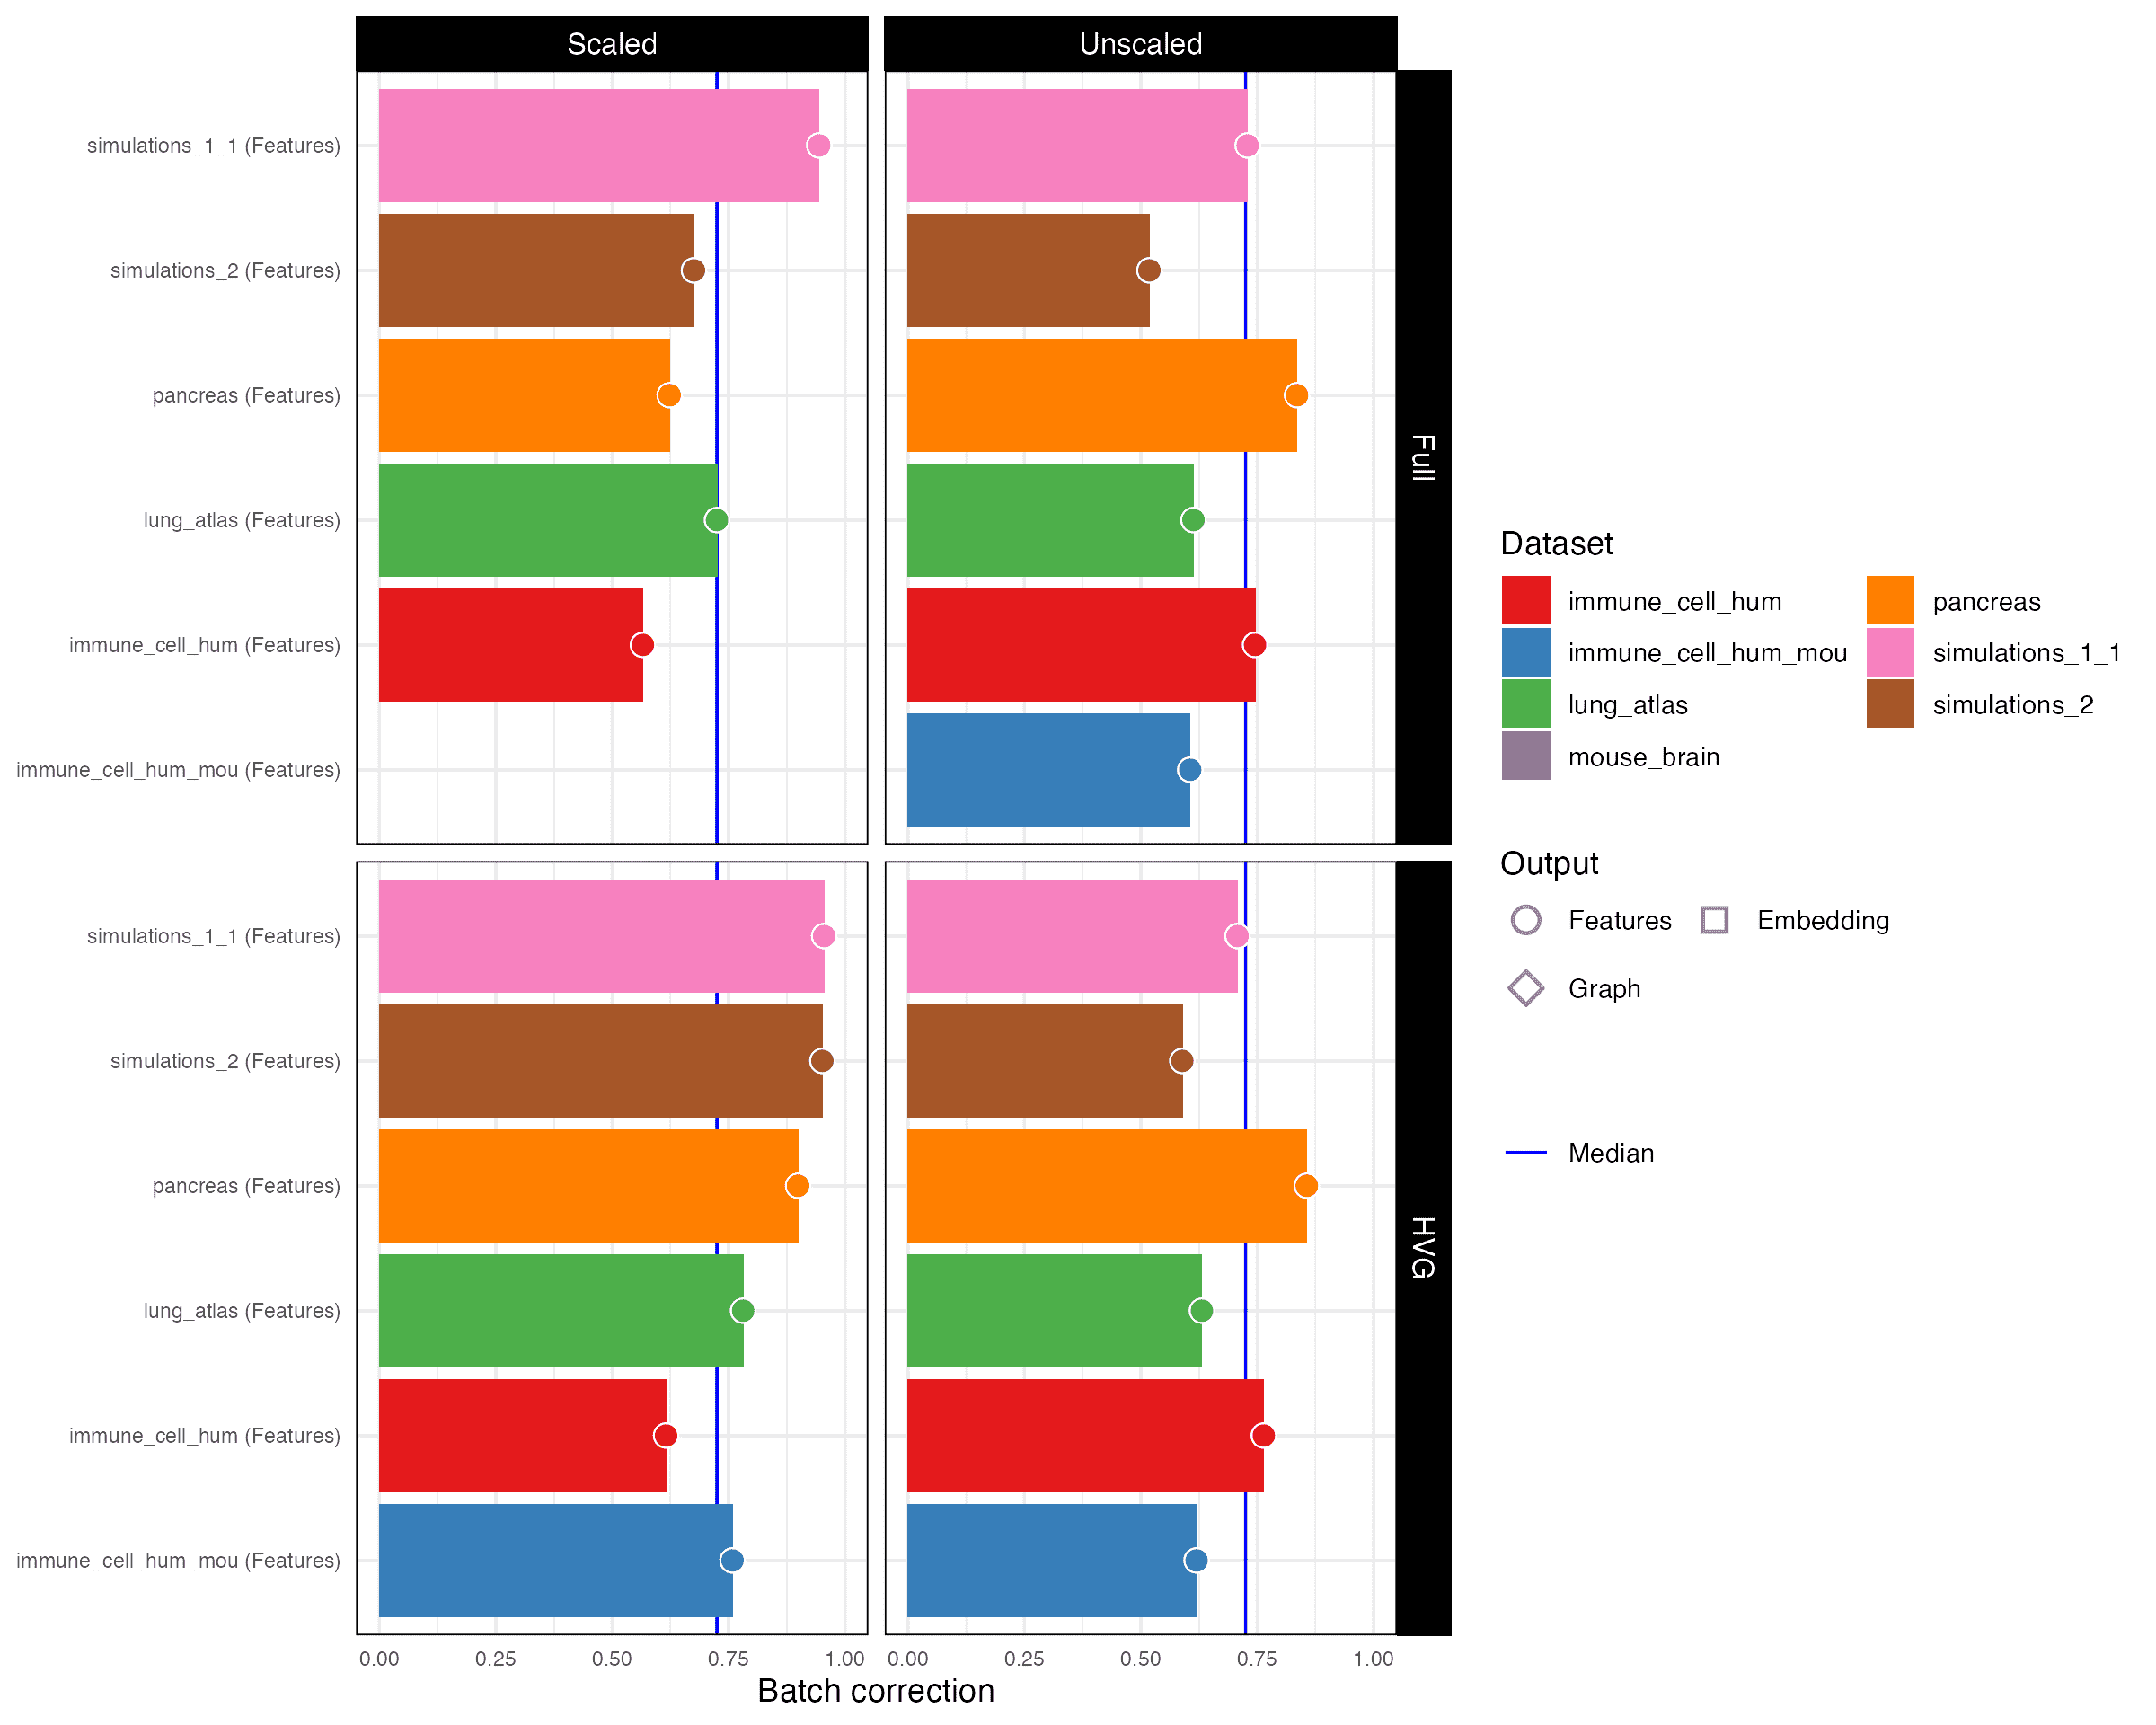 Scaled
Unscaled
simulations_1_1 (Features)
simulations_2 (Features)
pancreas (Features)
lung_atlas (Features)
immune_cell_hum (Features)
immune_cell_hum_mou (Features)
Full
simulations_1_1 (Features)
simulations_2 (Features)
pancreas (Features)
lung_atlas (Features)
immune_cell_hum (Features)
immune_cell_hum_mou (Features)
HVG
0.00 0.25 0.50 0.75 1.00
0.00 0.25 0.50 0.75 1.00
Batch correction
Dataset
immune_cell_hum
immune_cell_hum_mou
lung_atlas
mouse_brain
pancreas
simulations_1_1
simulations_2
Output
Features
Embedding
Graph
Median